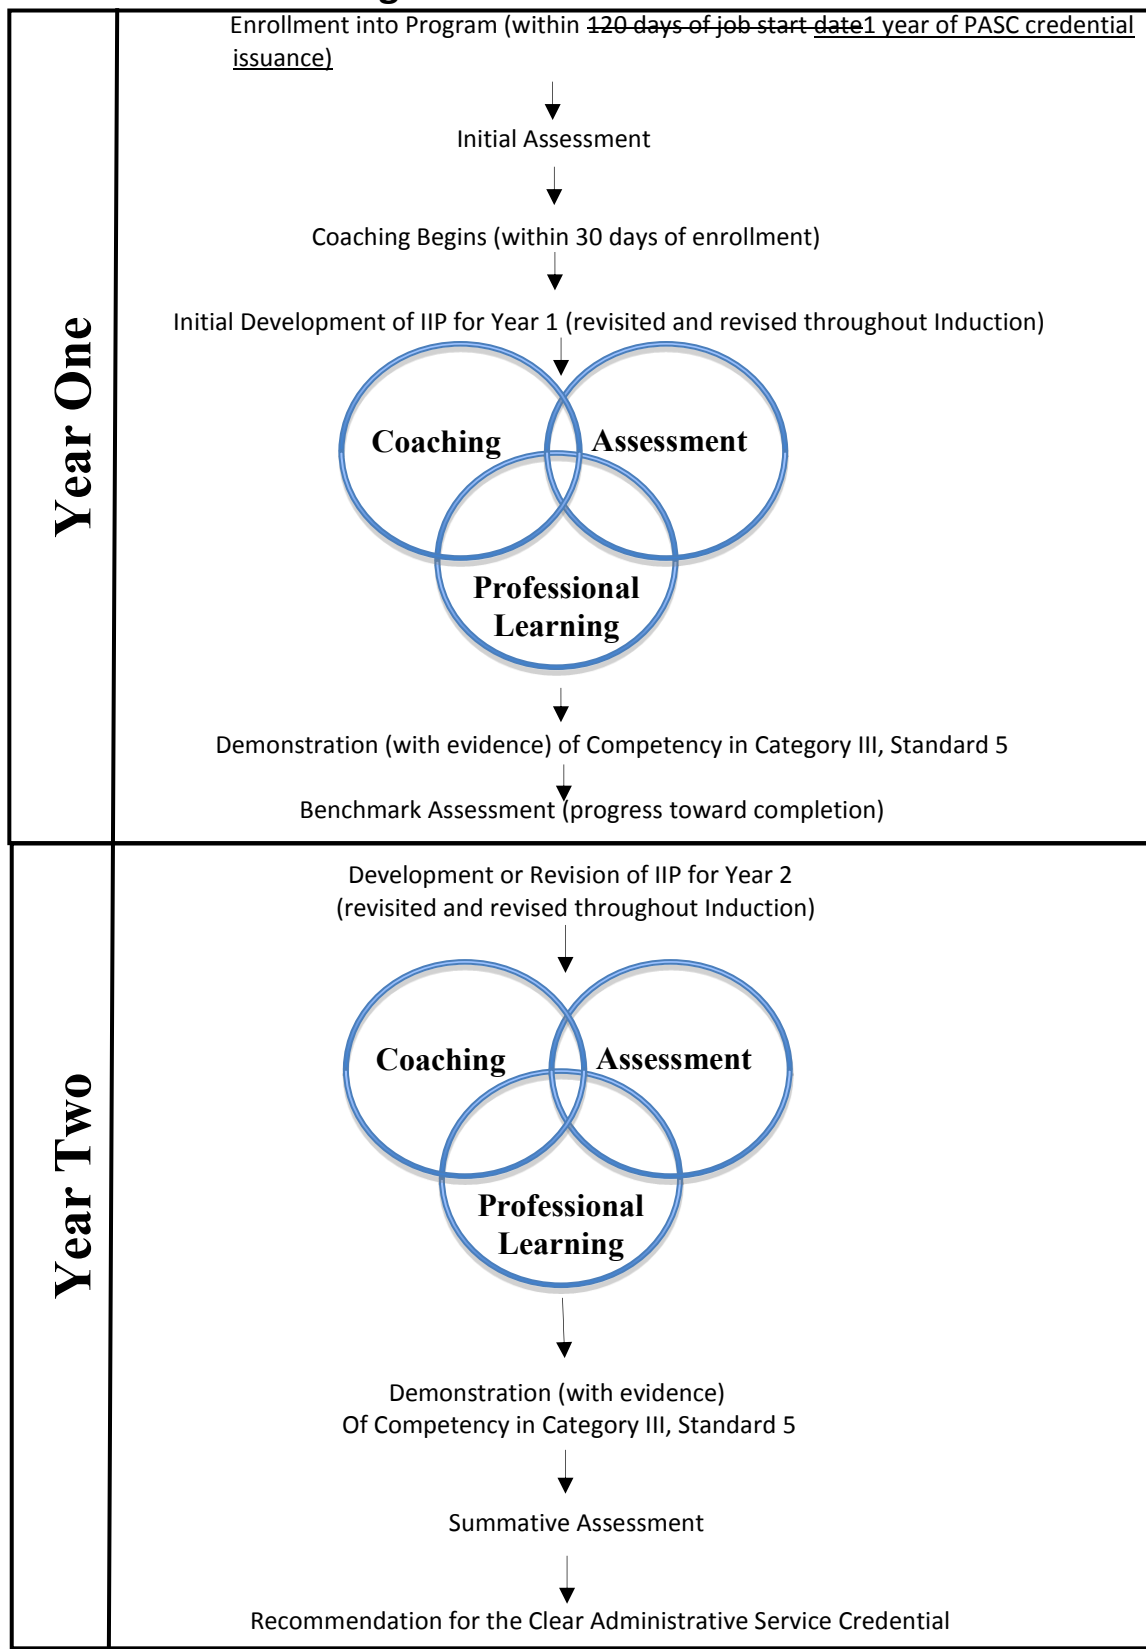 Enrollment into Program (within 120 days of job start date1 year of PASC credential
issuance)
Initial Assessment
Coaching Begins (within 30 days of enrollment)
Initial Development of IIP for Year 1 (revisited and revised throughout Induction)
Year One
Coaching
Assessment
Professional
Learning
Demonstration (with evidence) of Competency in Category III, Standard 5
Benchmark Assessment (progress toward completion)
Development or Revision of IIP for Year 2
(revisited and revised throughout Induction)
Year Two
Coaching
Assessment
Professional
Learning
Demonstration (with evidence)
Of Competency in Category III, Standard 5
Summative Assessment
Recommendation for the Clear Administrative Service Credential